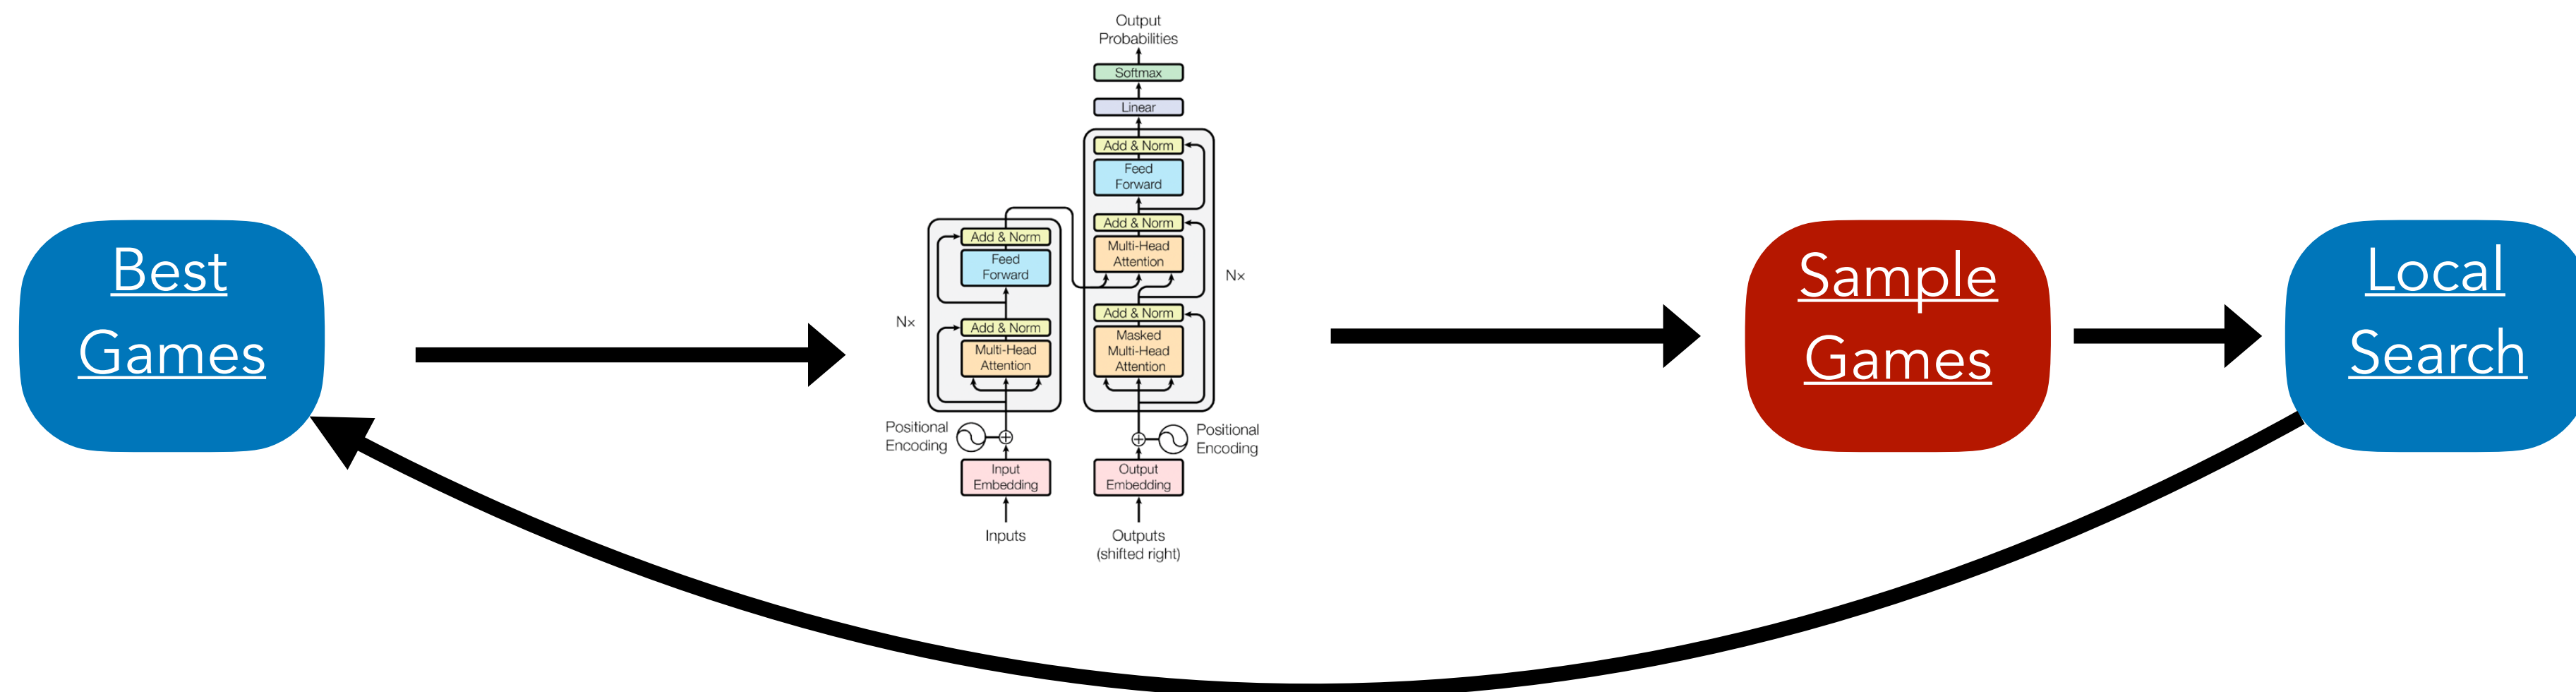 Best
Games
Output
Probabilities
Softmax
Linear
Add & Norm
Feed
Forward
Add & Norm
Multi-Head
Attention
Add & Norm
Masked
Multi-Head
Attention
Nx
Positional
Encoding
Output
Embedding
Outputs
(shifted right)
Add & Norm
Feed
Forward
Add & Norm
Multi-Head
Attention
Nx
Positional
Encoding
Input
Embedding
Inputs
Sample
Games
Local
Search